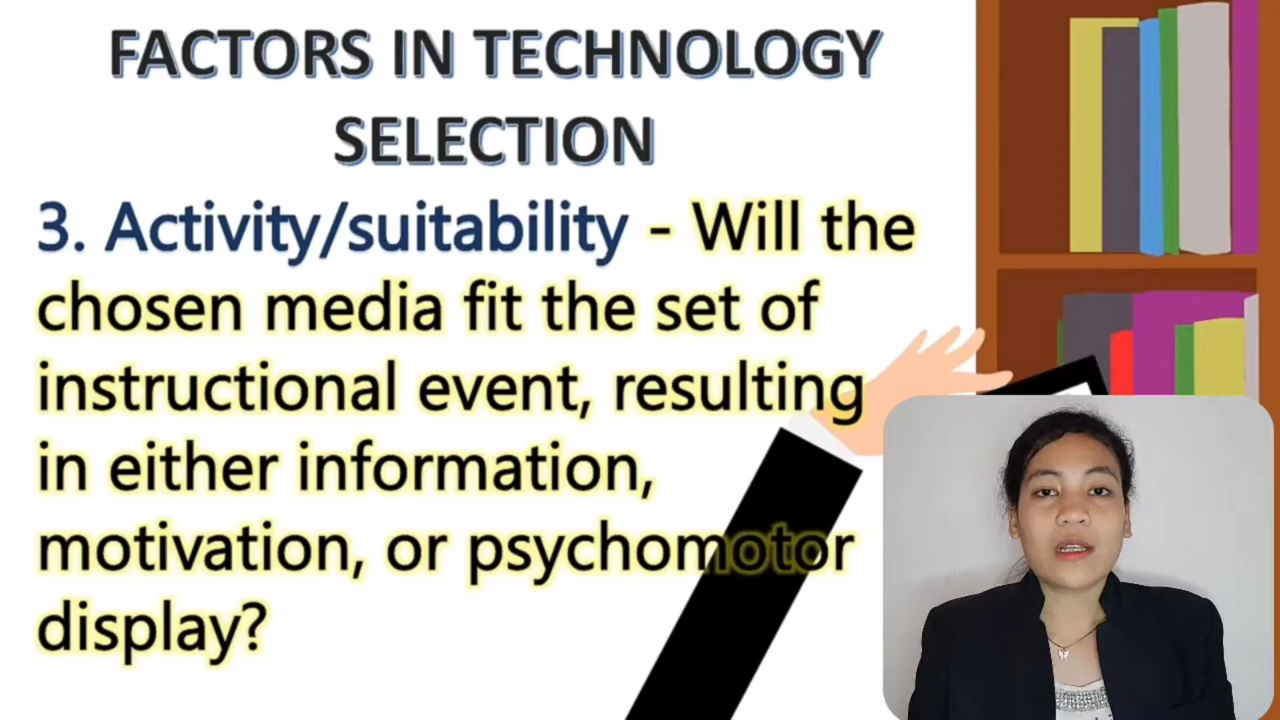 FACTORS IN TECHNOLOGY
SELECTION
3. Activity/suitability - Will the
chosen media fit the set of
instructional event, resulting
in either information,
motivation, or psychomotor
display?